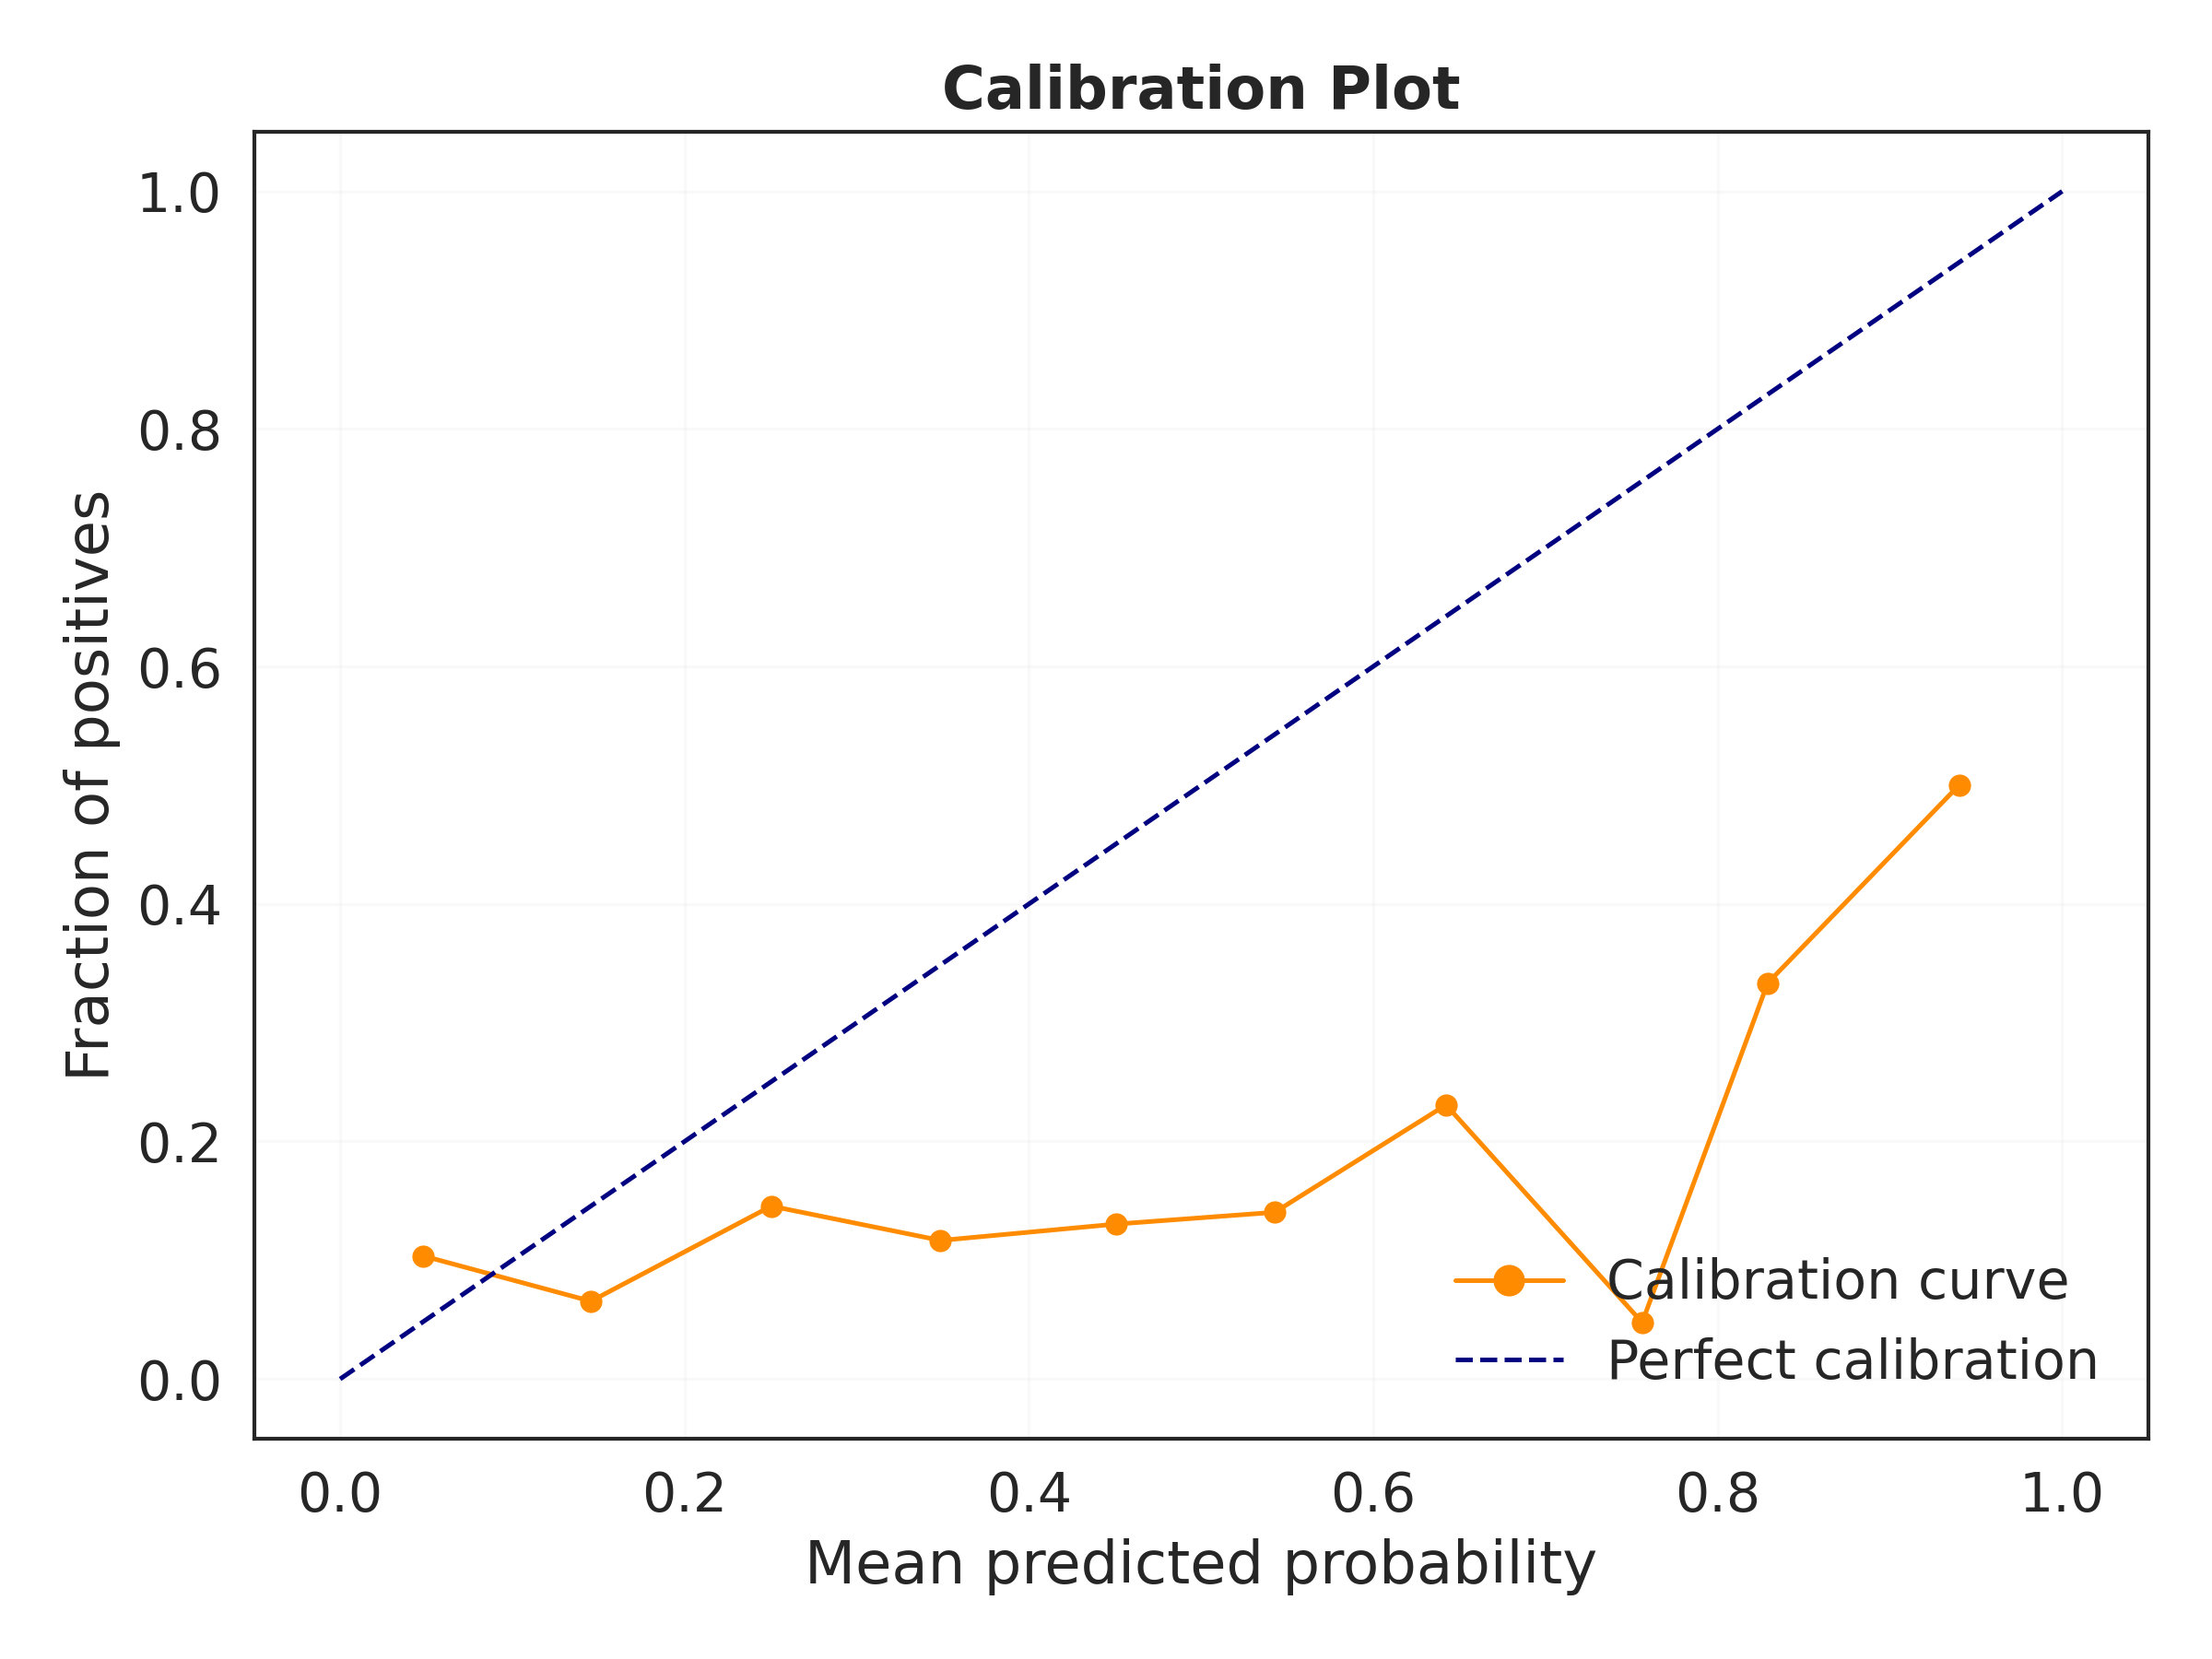 Calibration Plot
1.0
0.8
0.6
0.4
0.2
0.0
Fraction of positives
Calibration curve
Perfect calibration
0.0 0.2 0.4 0.6 0.8 1.0
Mean predicted probability